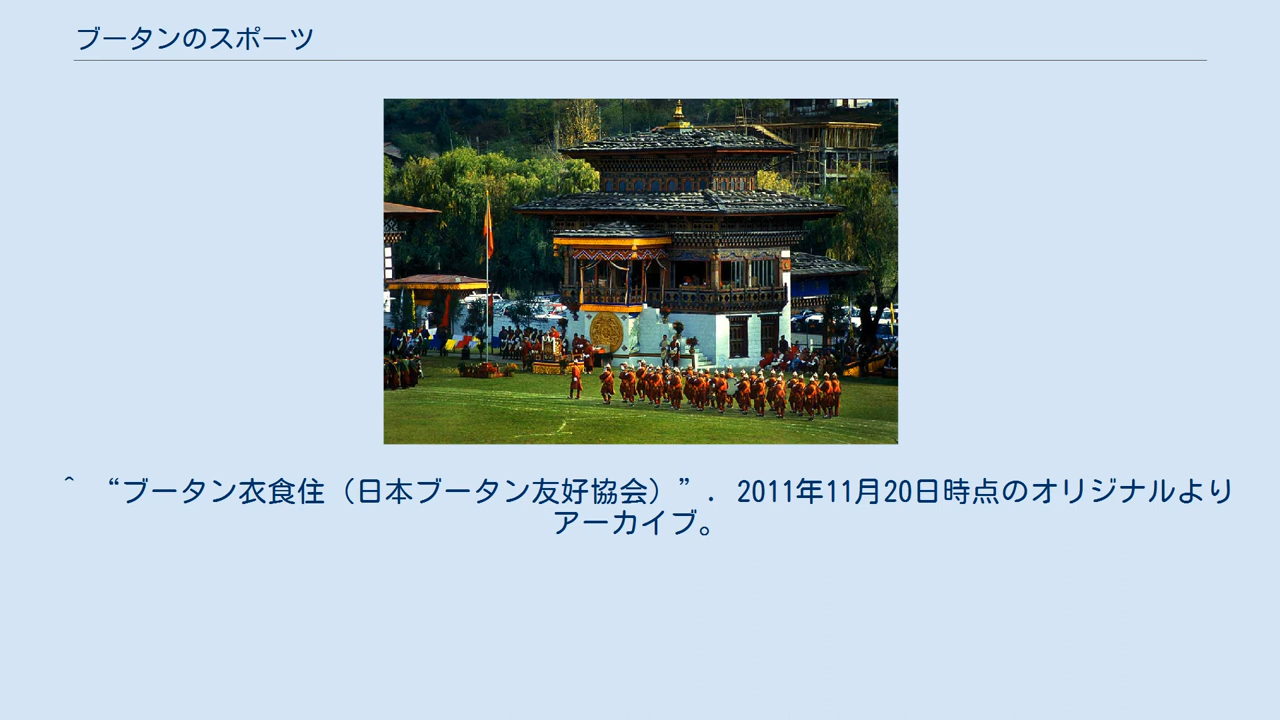 ブータンのスポーツ
^ “ブータン衣食住（日本ブータン友好協会）”. 2011年11月20日時点のオリジナルより
アーカイブ。